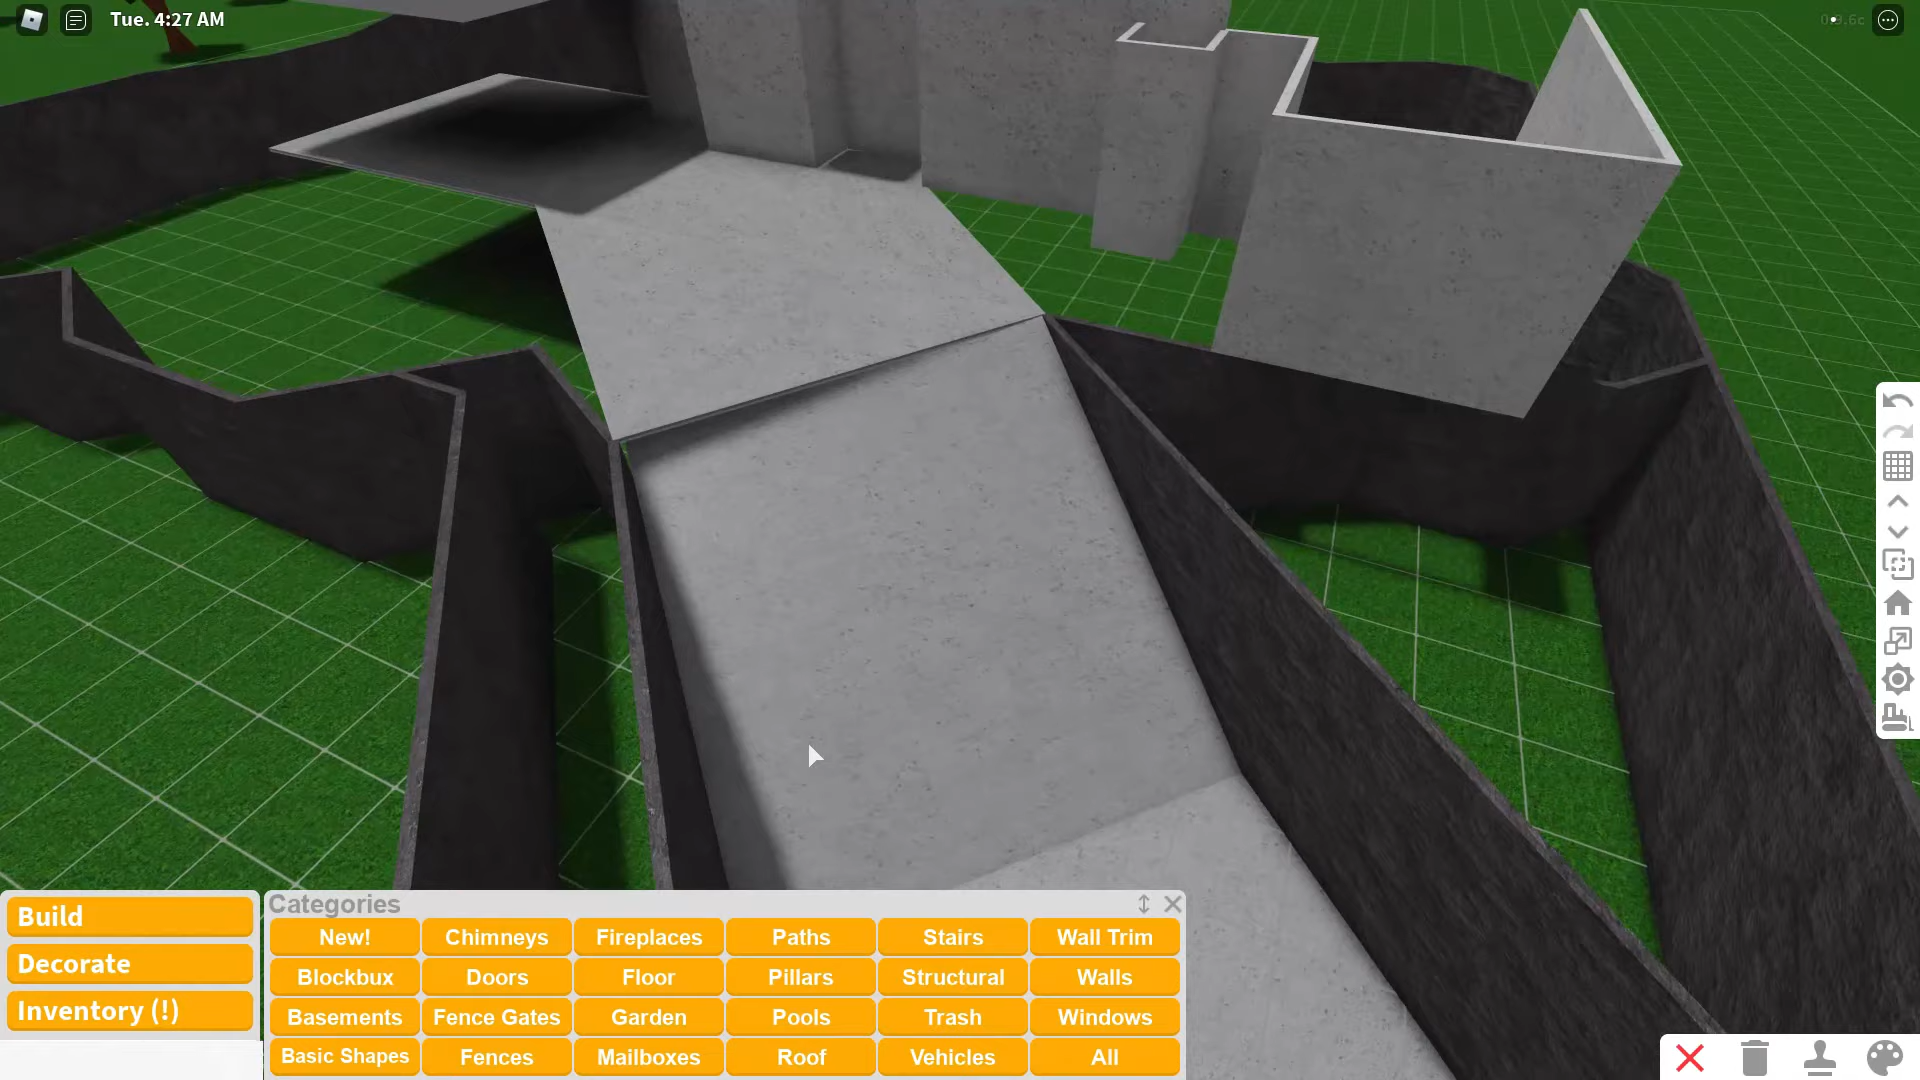 Tue. 4:27 AM
Build
Decorate
Inventory (!)
Categories
New! Chimneys Fireplaces Paths Stairs Wall Trim
Blockbux Doors Floor Pillars Structural Walls
Basements Fence Gates Garden Pools Trash Windows
Basic Shapes Fences Mailboxes Roof Vehicles All